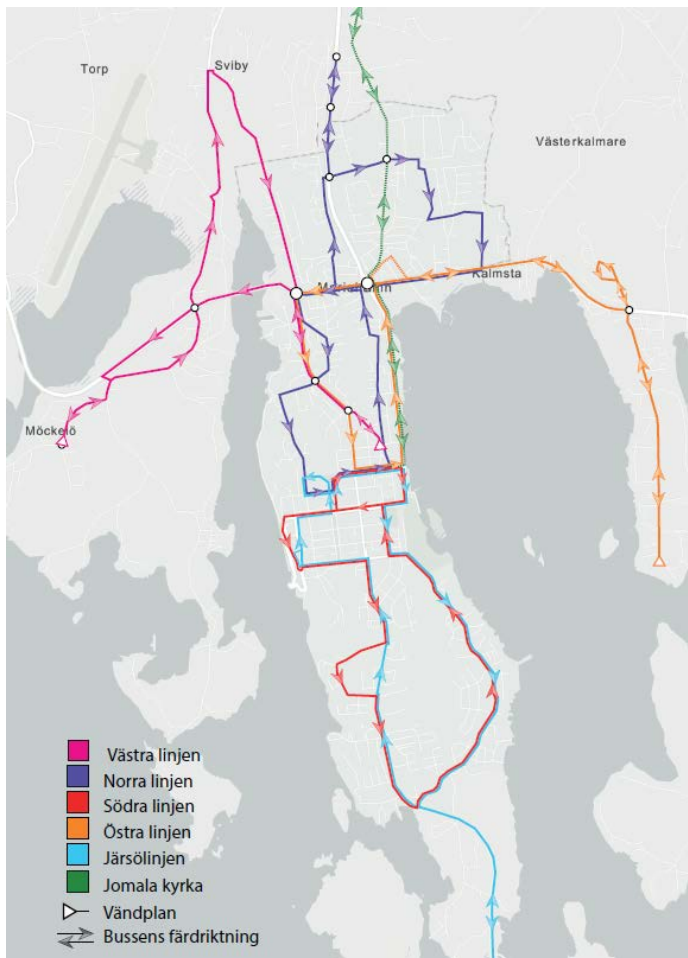 Torp
Sviby
Västerkalmare
Kalmsta
Möckelö
Västra linjen
Norra linjen
Södra linjen
Östra linjen
Järsölinjen
Jomala kyrka
Vändplan
Bussens färdriktning